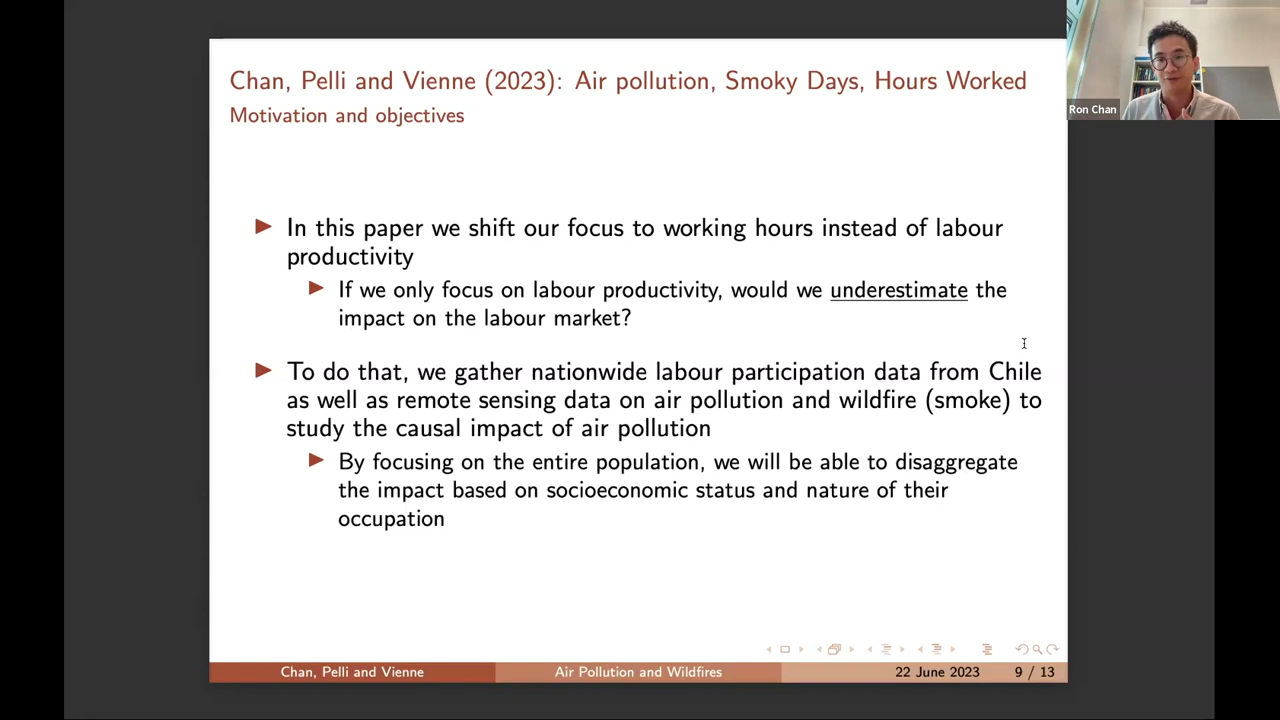 Chan, Pelli and Vienne (2023): Air pollution, Smoky Days, Hours Worked
Motivation and objectives
Ron Chan
In this paper we shift our focus to working hours instead of labour
productivity
If we only focus on labour productivity, would we underestimate the
impact on the labour market?
To do that, we gather nationwide labour participation data from Chile
as well as remote sensing data on air pollution and wildfire (smoke) to
study the causal impact of air pollution
By focusing on the entire population, we will be able to disaggregate
the impact based on socioeconomic status and nature of their
occupation
Chan, Pelli and Vienne
Air Pollution and Wildfires
22 June 2023
9 / 13